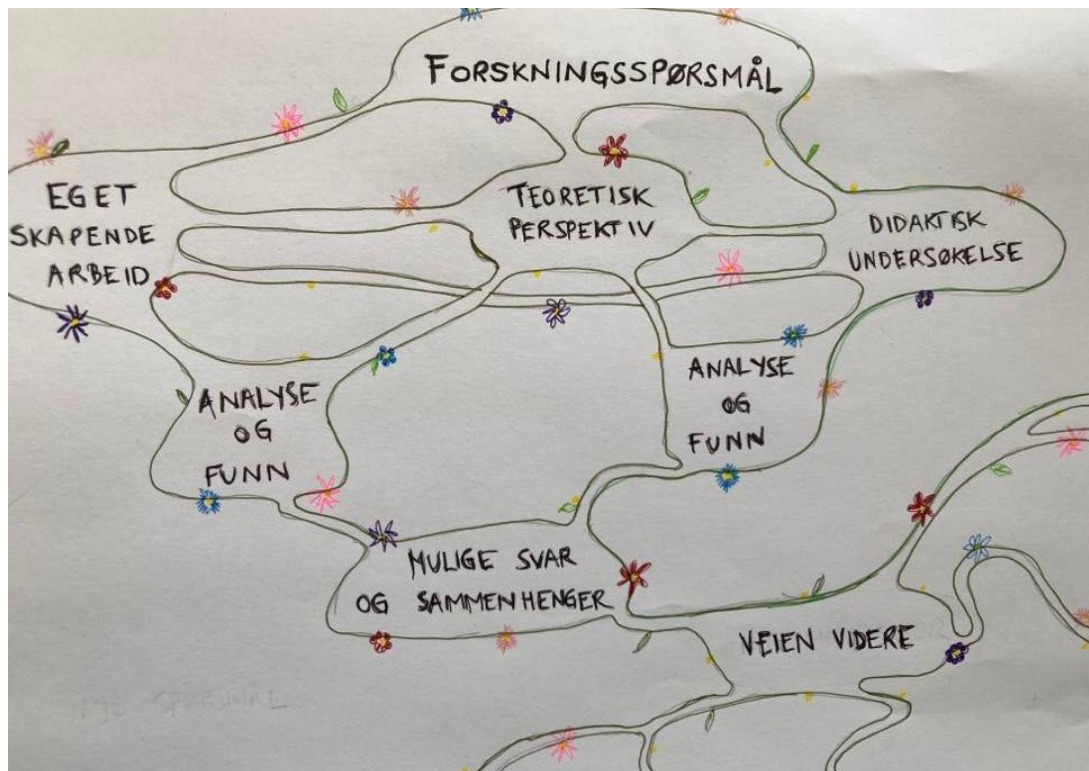 FORSKNINGSSPØRSMÅL
EGET
SKAPENDE
ARBEID
TEORETISK
PERSPEKTIV
DIDAKTISK
UNDERSØKELSE
ANALYSE
OG
FUNN
ANALYSE
OG
FUNN
MULIGE SVAR
OG SAMMENHENGER
VEIEN VIDERE
SPØRSMÅL